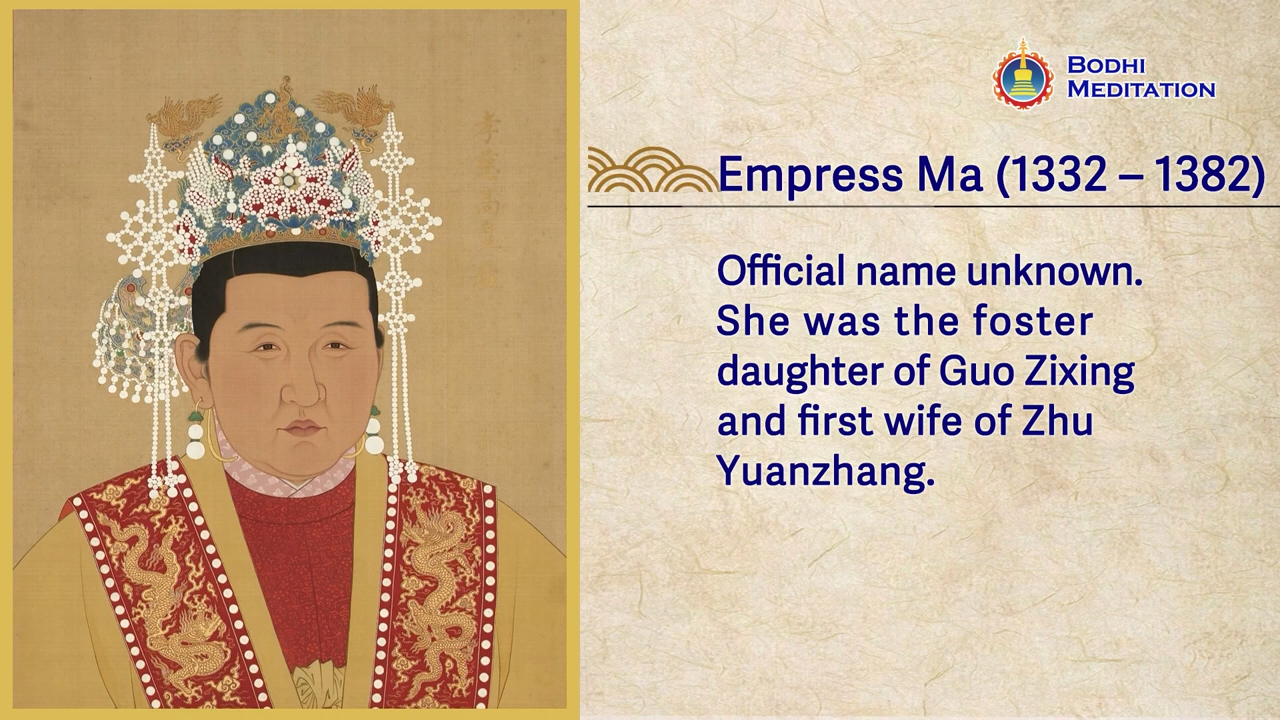 BODHI
MEDITATION
Empress Ma (1332 – 1382)
Official name unknown.
She was the foster
daughter of Guo Zixing
and first wife of Zhu
Yuanzhang.